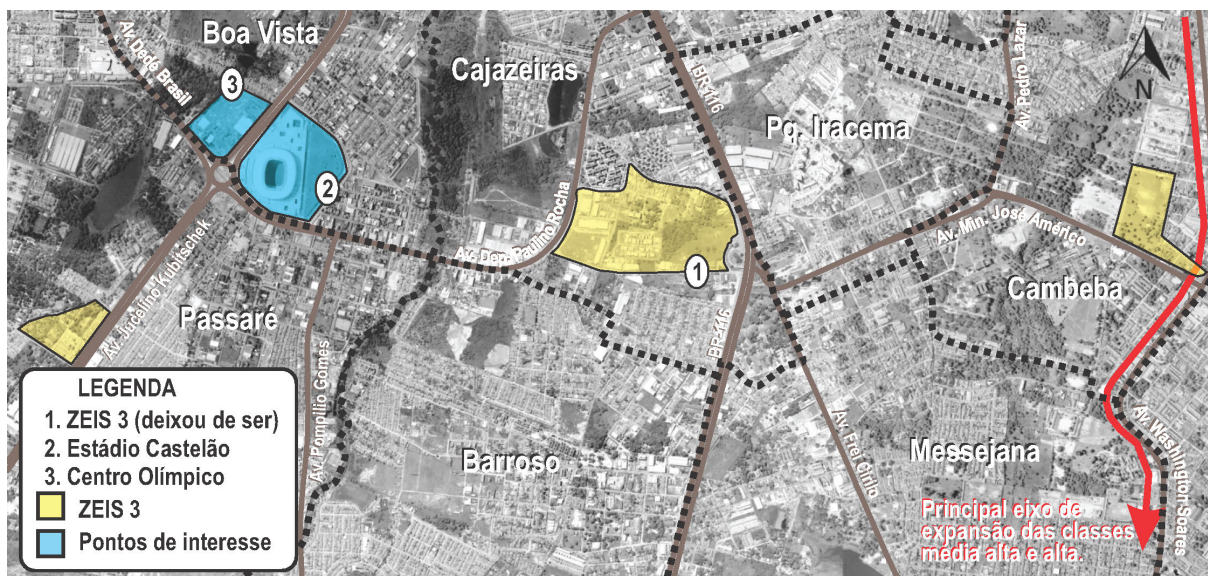 Boa Vista
Av. Dedé Brasil
3
2
Cajazeiras
BR-116
Pq. Iracema
Av. Pedro Lazar
N
Av. Dep. Paulino Rocha
1
Av. Min. José Américo
Cambeba
Av. Jucelino Kubitschek
Passaré
Av. Pompilio Gomes
Barroso
BR-116
Av. Frei Cirilo
Messejana
Av. Washington Soares
Principal eixo de
expansão das classes
média alta e alta.
LEGENDA
1. ZEIS 3 (deixou de ser)
2. Estádio Castelão
3. Centro Olímpico
ZEIS 3
Pontos de interesse